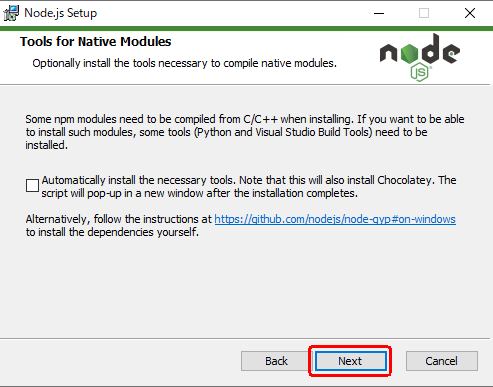 Node.js Setup
Tools for Native Modules
Optionally install the tools necessary to compile native modules.
node
JS
Some npm modules need to be compiled from C/C++ when installing. If you want to be able
to install such modules, some tools (Python and Visual Studio Build Tools) need to be
installed.
Automatically install the necessary tools. Note that this will also install Chocolatey. The
script will pop-up in a new window after the installation completes.
Alternatively, follow the instructions at https://github.com/nodejs/node-gyp#on-windows
to install the dependencies yourself.
Back
Next
Cancel